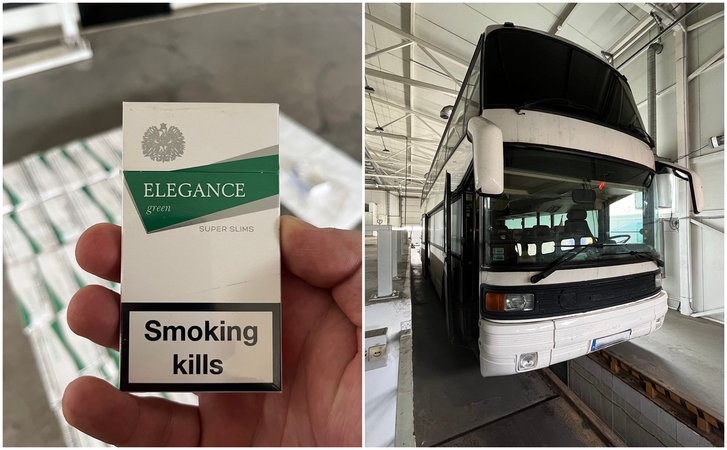 ELEGANCE
green
SUPER SLIMS
Smoking
kills